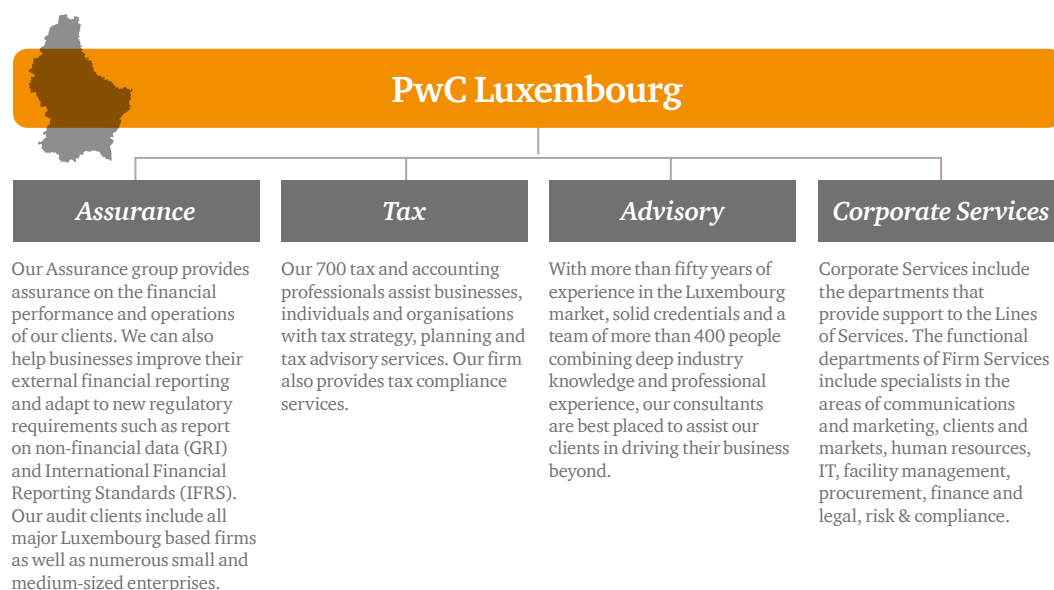 PwC Luxembourg
Assurance
Our Assurance group provides
assurance on the financial
performance and operations
of our clients. We can also
help businesses improve their
external financial reporting
and adapt to new regulatory
requirements such as report
on non-financial data (GRI)
and International Financial
Reporting Standards (IFRS).
Our audit clients include all
major Luxembourg based firms
as well as numerous small and
medium-sized enterprises.
Tax
Our 700 tax and accounting
professionals assist businesses,
individuals and organisations
with tax strategy, planning and
tax advisory services. Our firm
also provides tax compliance
services.
Advisory
With more than fifty years of
experience in the Luxembourg
market, solid credentials and a
team of more than 400 people
combining deep industry
knowledge and professional
experience, our consultants
are best placed to assist our
clients in driving their business
beyond.
Corporate Services
Corporate Services include
the departments that
provide support to the Lines
of Services. The functional
departments of Firm Services
include specialists in the
areas of communications
and marketing, clients and
markets, human resources,
IT, facility management,
procurement, finance and
legal, risk & compliance.